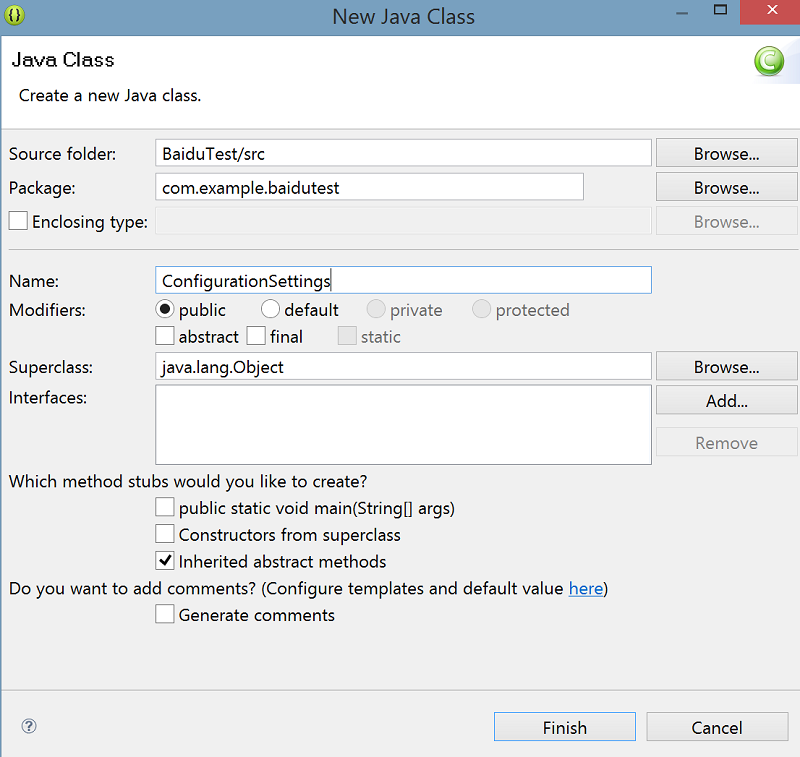 New Java Class
Java Class
Create a new Java class.
Source folder: BaiduTest/src Browse...
Package: com.example.baidutest Browse...
Enclosing type: Browse...
Name: ConfigurationSettings
Modifiers: public default private protected
abstract final static
Superclass: java.lang.Object Browse...
Interfaces: Add...
Remove
Which method stubs would you like to create?
public static void main(String[] args)
Constructors from superclass
Inherited abstract methods
Do you want to add comments? (Configure templates and default value here)
Generate comments
Finish Cancel